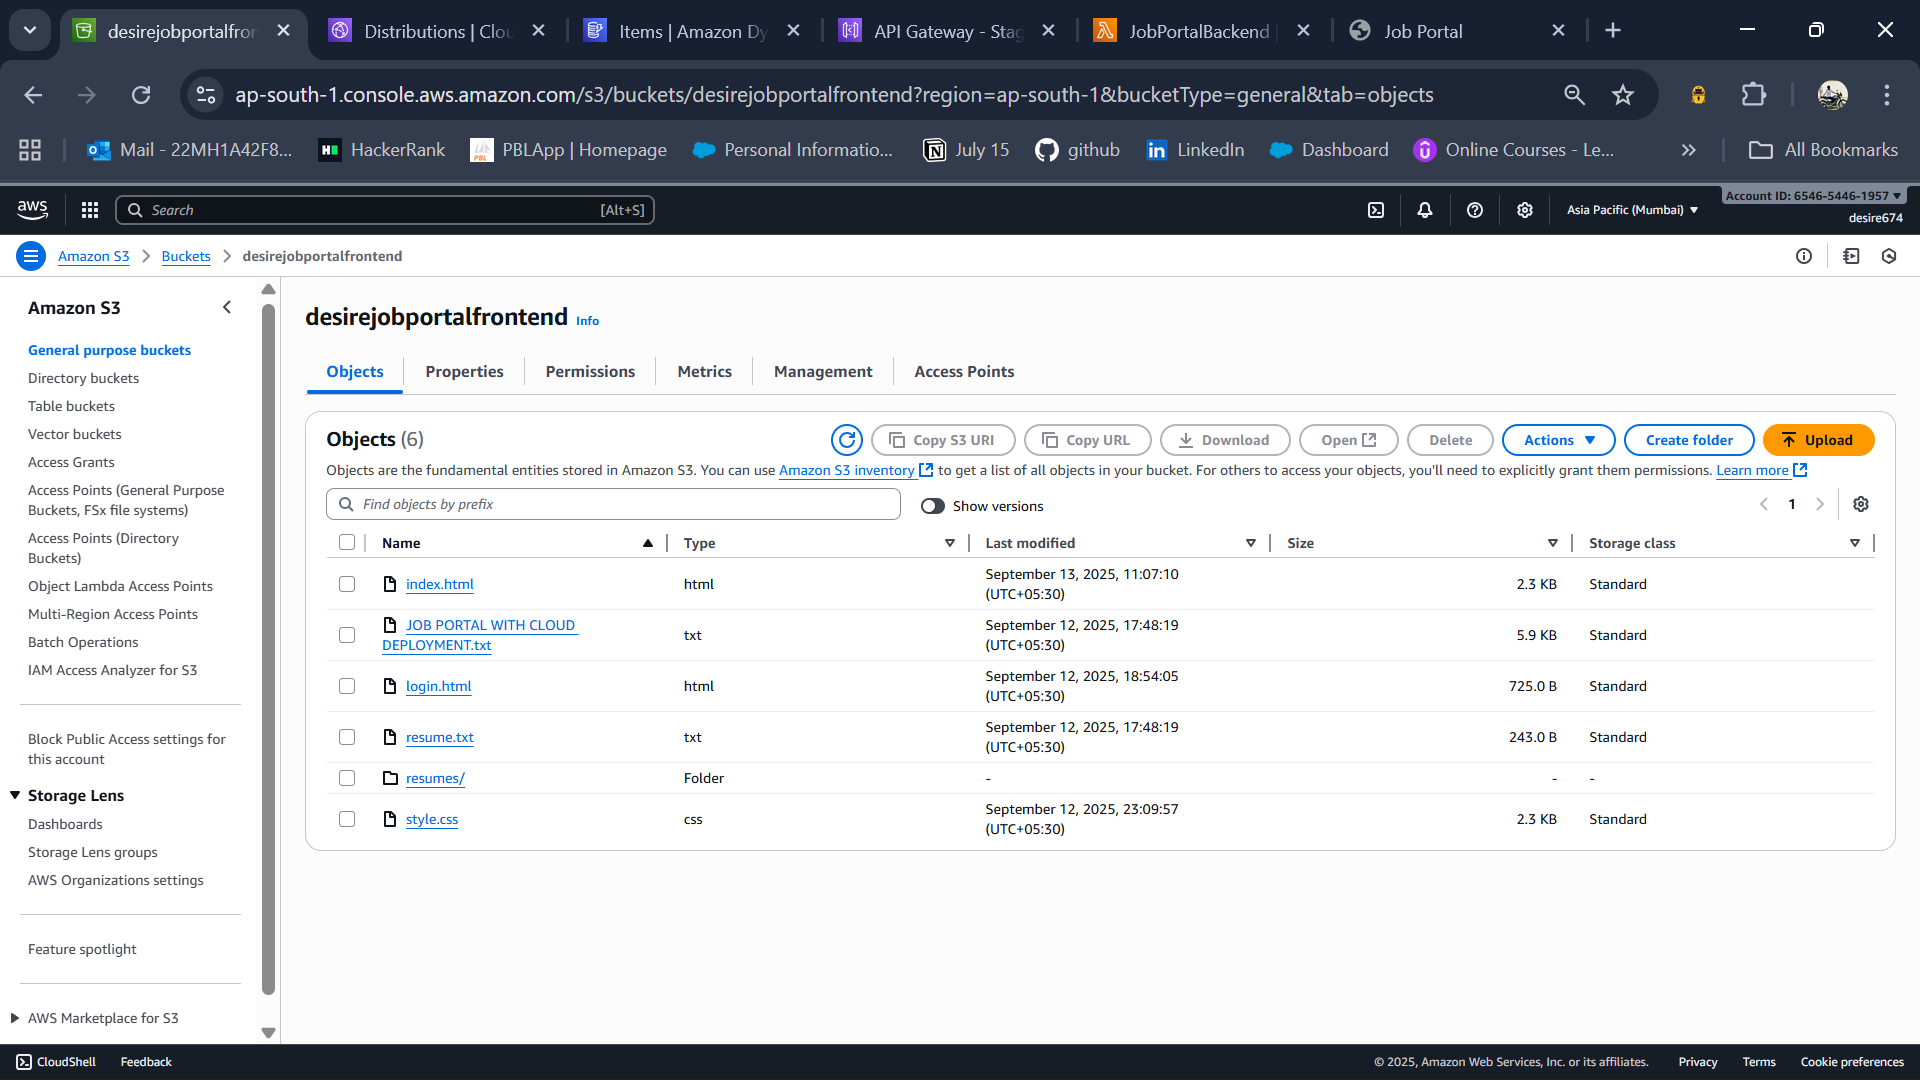 desirejobportalfron
Distributions | Clou
Items | Amazon Dy
API Gateway - Stag
JobPortalBackend
Job Portal
ap-south-1.console.aws.amazon.com/s3/buckets/desirejobportalfrontend?region=ap-south-1&bucketType=general&tab=objects
Mail - 22MH1A42F8...
HackerRank
PBLApp | Homepage
Personal Informatio...
July 15
github
LinkedIn
Dashboard
Online Courses - Le...
All Bookmarks
aws
Search
[Alt+S]
Asia Pacific (Mumbai)
Account ID: 6546-5446-1957
desire674
Amazon S3 > Buckets > desirejobportalfrontend
Amazon S3
General purpose buckets
Directory buckets
Table buckets
Vector buckets
Access Grants
Access Points (General Purpose
Buckets, FSx file systems)
Access Points (Directory
Buckets)
Object Lambda Access Points
Multi-Region Access Points
Batch Operations
IAM Access Analyzer for S3
Block Public Access settings for
this account
Storage Lens
Dashboards
Storage Lens groups
AWS Organizations settings
Feature spotlight
AWS Marketplace for S3
desirejobportalfrontend Info
Objects
Properties
Permissions
Metrics
Management
Access Points
Objects (6)
Copy S3 URI
Copy URL
Download
Open
Delete
Actions
Create folder
Upload
Objects are the fundamental entities stored in Amazon S3. You can use Amazon S3 inventory to get a list of all objects in your bucket. For others to access your objects, you'll need to explicitly grant them permissions. Learn more
Find objects by prefix
Show versions
1
Name Type Last modified Size Storage class
index.html html September 13, 2025, 11:07:10 (UTC+05:30) 2.3 KB Standard
JOB PORTAL WITH CLOUD DEPLOYMENT.txt txt September 12, 2025, 17:48:19 (UTC+05:30) 5.9 KB Standard
login.html html September 12, 2025, 18:54:05 (UTC+05:30) 725.0 B Standard
resume.txt txt September 12, 2025, 17:48:19 (UTC+05:30) 243.0 B Standard
resumes/ Folder - - -
style.css css September 12, 2025, 23:09:57 (UTC+05:30) 2.3 KB Standard
CloudShell
Feedback
© 2025, Amazon Web Services, Inc. or its affiliates.
Privacy
Terms
Cookie preferences